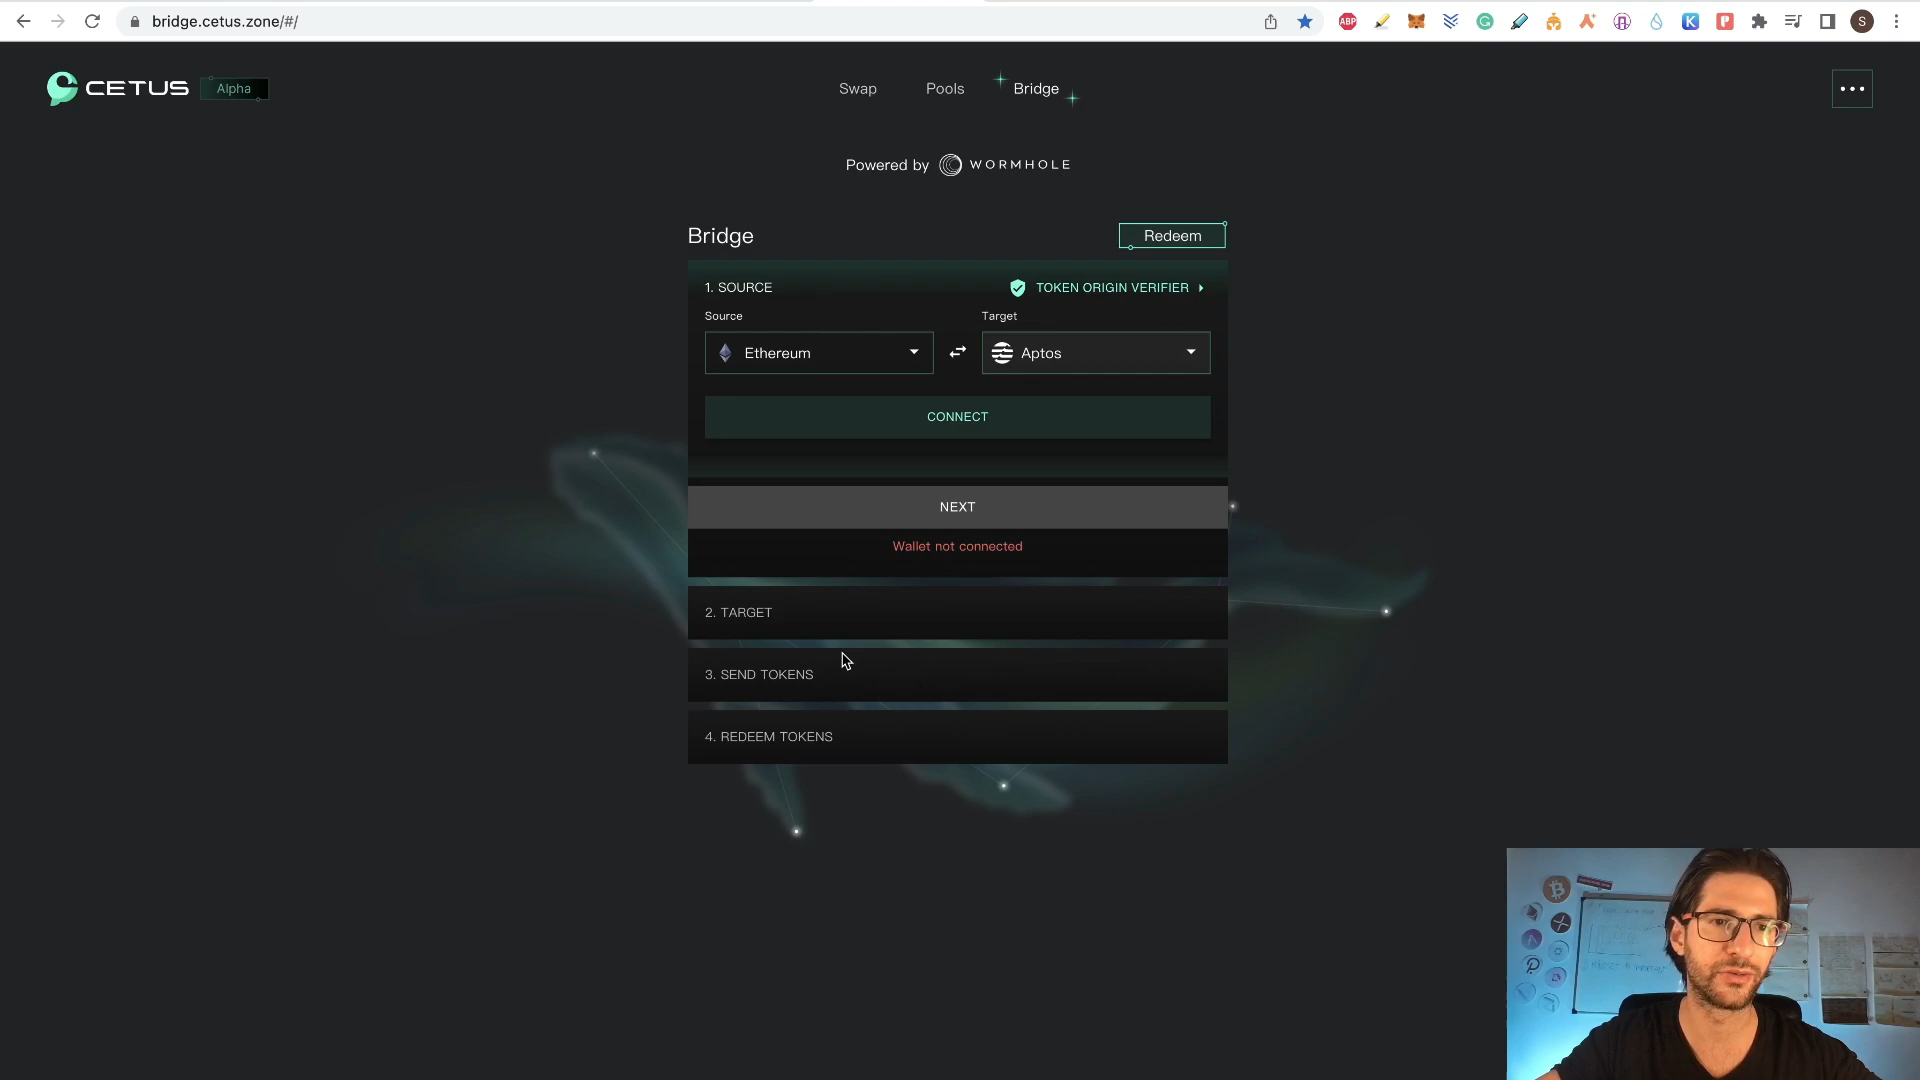 bridge.cetus.zone/#/
ABP
K
P
S
CETUS
Alpha
Swap
Pools
Bridge
Powered by WORMHOLE
Bridge
Redeem
1. SOURCE
TOKEN ORIGIN VERIFIER
Source
Target
Ethereum
Aptos
CONNECT
NEXT
Wallet not connected
2. TARGET
3. SEND TOKENS
4. REDEEM TOKENS